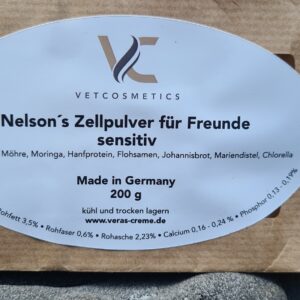 VC
VETCOSMETICS
Nelson´s Zellpulver für Freunde
sensitiv
Möhre, Moringa, Hanfprotein, Flohsamen, Johannisbrot, Mariendistel, Chlorella
Made in Germany
200 g
kühl und trocken lagern
www.veras-creme.de
Rohfett 3,5% • Rohfaser 0,6% • Rohasche 2,23% • Calcium 0,16 - 0,24 % • Phosphor 0,13 - 0,19%